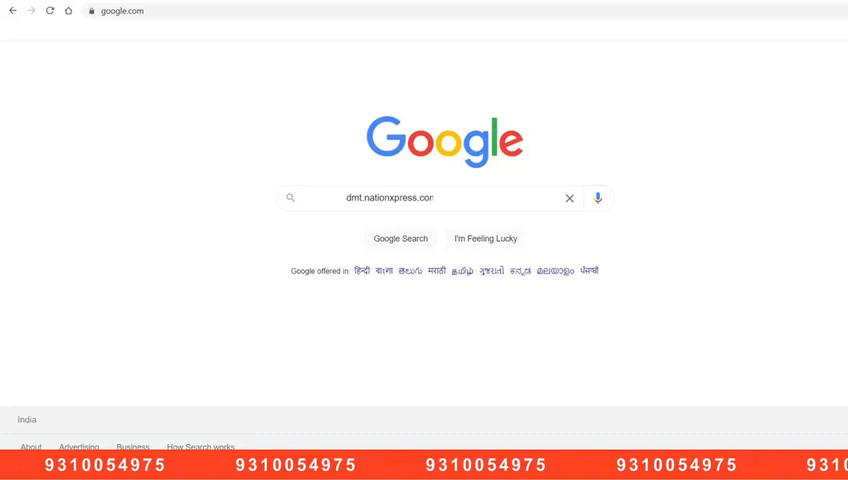 google.com
Google
dmt.nationxpress.con
Google Search I'm Feeling Lucky
Google offered in: हिन्दी বাংলা తెలుగు मराठी தமிழ் ગુજરાતી ಕನ್ನಡ മലയാളം ਪੰਜਾਬੀ
India
About Advertising Business How Search works
9310054975 9310054975 9310054975 9310054975 9310